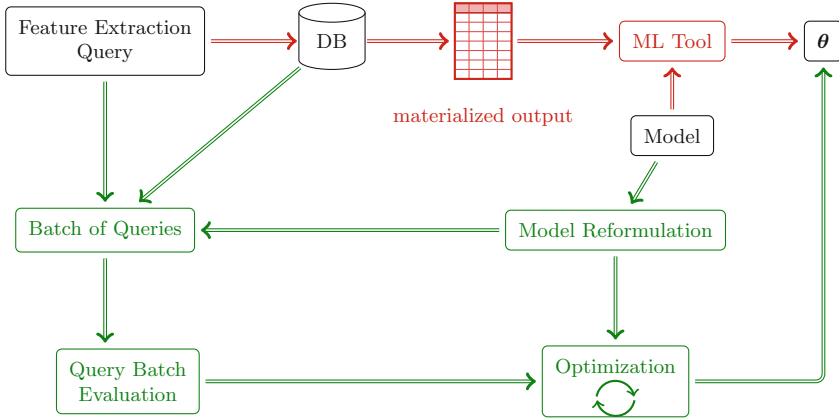 Feature Extraction
Query
DB
ML Tool
θ
materialized output
Model
Batch of Queries
Model Reformulation
Query Batch
Evaluation
Optimization